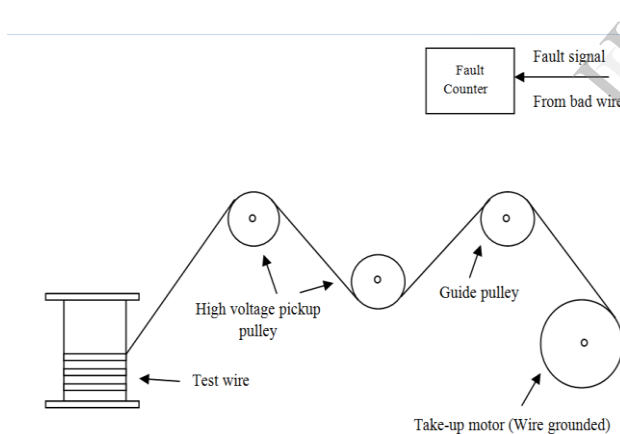 Fault signal
Fault
Counter
From bad wire
High voltage pickup
pulley
Guide pulley
Test wire
Take-up motor (Wire grounded)